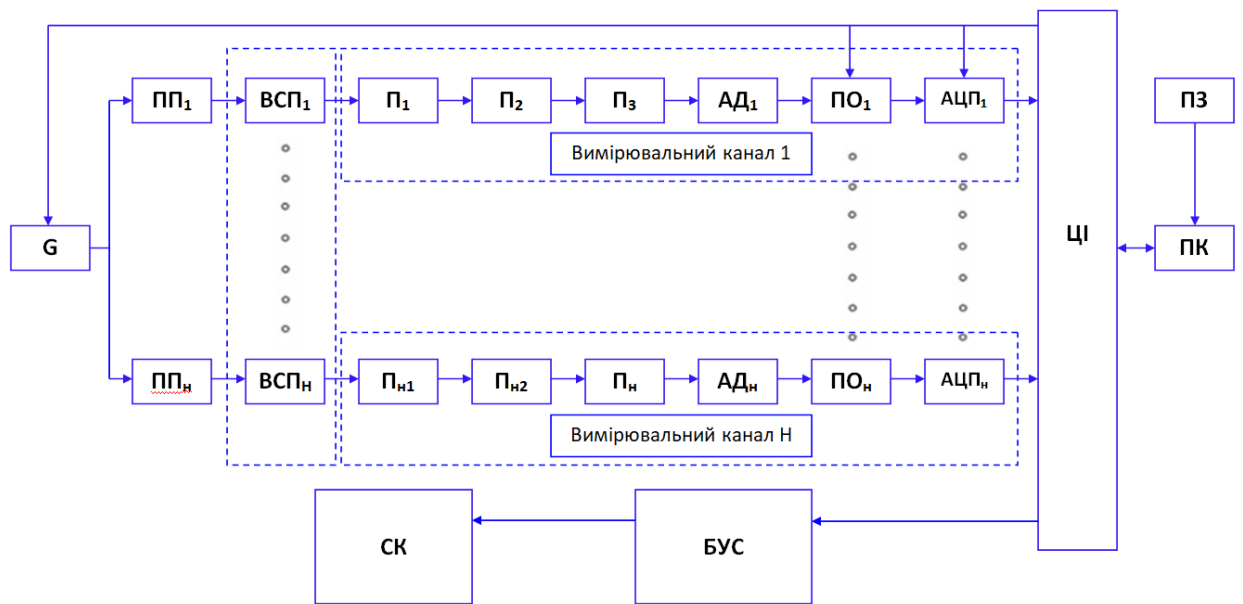 ПП₁ ВСП₁ П₁ П₂ П₃ АД₁ ПО₁ АЦП₁ ПЗ
Вимірювальний канал 1
G ЦІ ПК
ППн ВСПН Пн1 Пн2 Пн АДн ПОн АЦПн
Вимірювальний канал Н
СК БУС